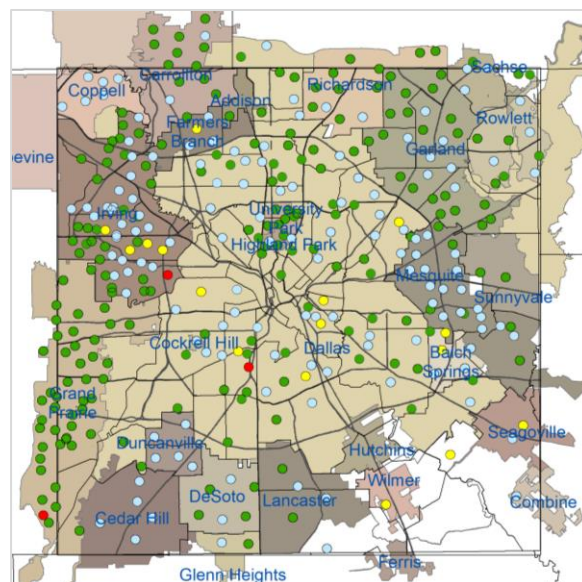 Sachse
Coppell
Carrollton
Richardson
Addison
Rowlett
Farmers
Branch
Garland
evine
Irving
University
Park
Highland Park
Mesquite
Sunnyvale
Cockrell Hill
Dallas
Balch
Springs
Grand
Prairie
Seagoville
Duncanville
Hutchins
Wilmer
DeSoto
Lancaster
Combine
Cedar Hill
Ferris
Glenn Heights